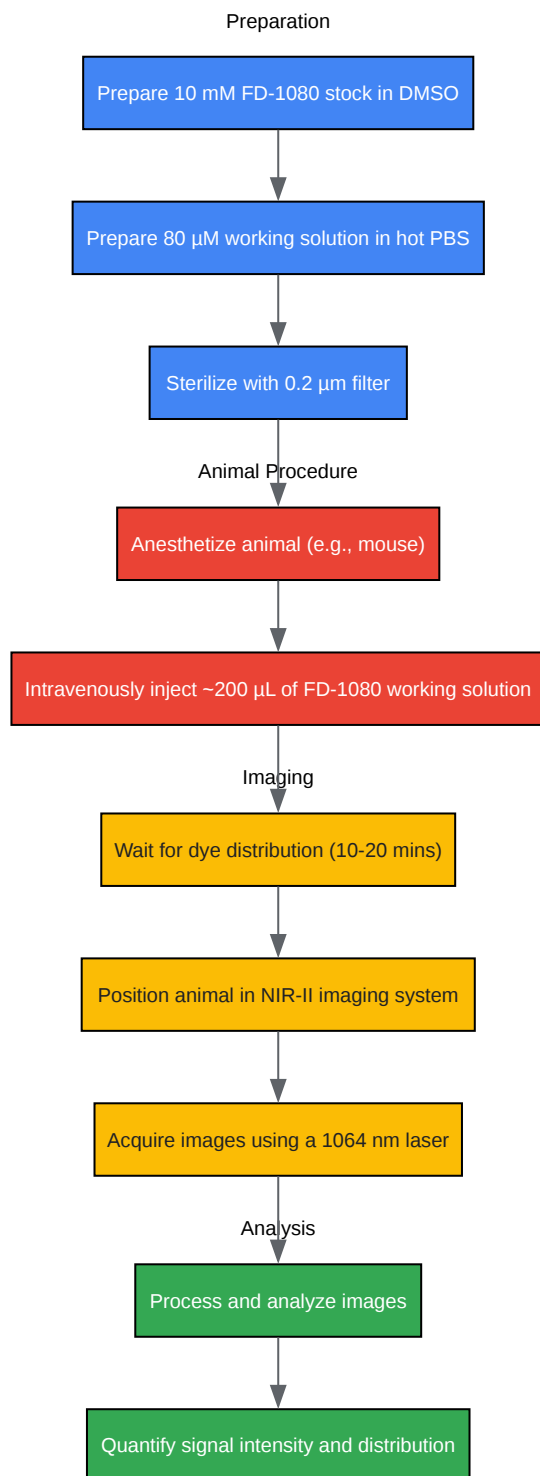 Preparation
Prepare 10 mM FD-1080 stock in DMSO
Prepare 80 µM working solution in hot PBS
Sterilize with 0.2 µm filter
Animal Procedure
Anesthetize animal (e.g., mouse)
Intravenously inject ~200 µL of FD-1080 working solution
Imaging
Wait for dye distribution (10-20 mins)
Position animal in NIR-II imaging system
Acquire images using a 1064 nm laser
Analysis
Process and analyze images
Quantify signal intensity and distribution